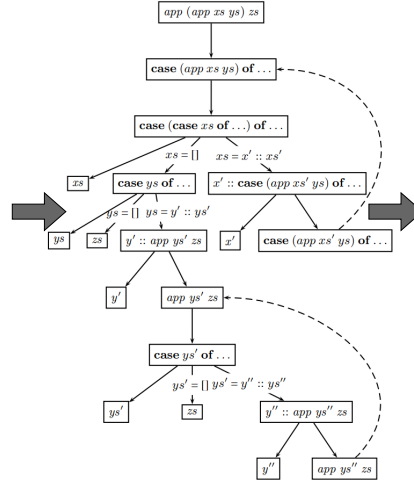 app (app xs ys) zs
case (app xs ys) of ...
case (case xs of ...) of ...
xs = [] xs = x′ :: xs′
xs case ys of ... x′ :: case (app xs′ ys) of ...
ys = [] ys = y′ :: ys′
ys zs y′ :: app ys′ zs x′ case (app xs′ ys) of ...
y′ app ys′ zs
case ys′ of ...
ys′ = [] ys′ = y′′ :: ys′′
ys′ zs y′′ :: app ys′′ zs
y′′ app ys′′ zs